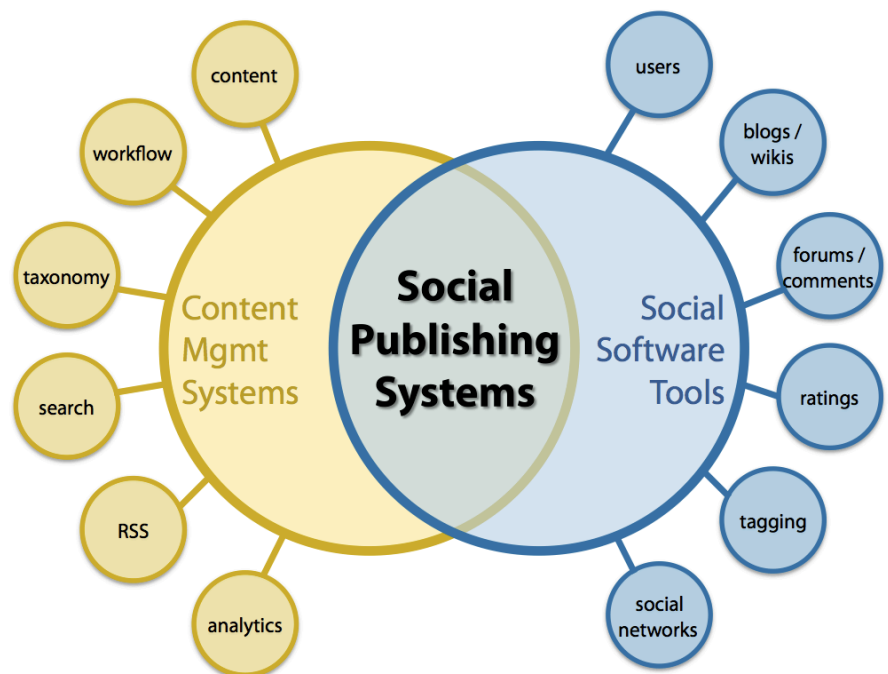 content
workflow
taxonomy
search
RSS
analytics
Content
Mgmt
Systems
Social
Publishing
Systems
Social
Software
Tools
users
blogs /
wikis
forums /
comments
ratings
tagging
social
networks